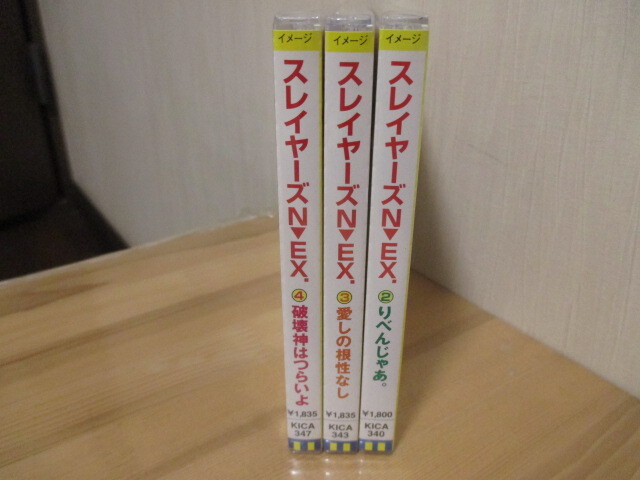 イメージ
スレイヤーズN▼EX.
④破壊神はつらいよ
¥1,835
KICA
347
イメージ
スレイヤーズN▼EX.
③愛しの根性なし
¥1,835
KICA
343
イメージ
スレイヤーズN▼EX.
②りべんじゃあ。
¥1,800
KICA
340